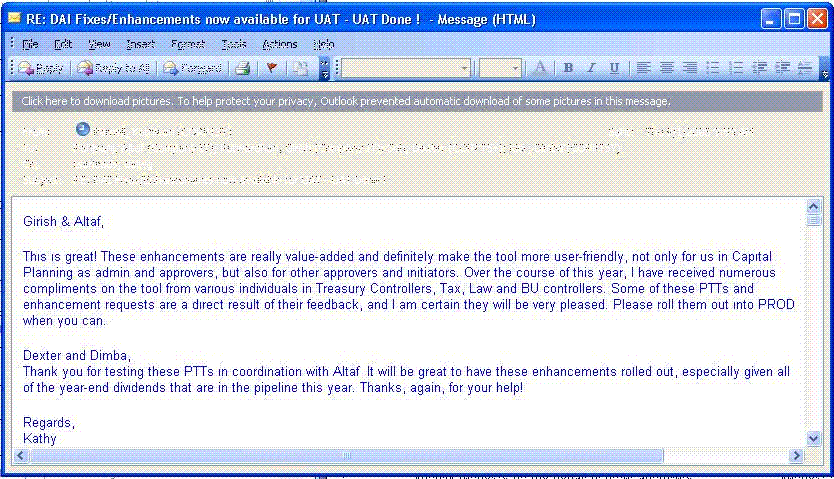 RE: DAI Fixes/Enhancements now available for UAT - UAT Done ! - Message (HTML)
File Edit View Insert Format Tools Actions Help
Reply Reply to All Forward A B I U
Click here to download pictures. To help protect your privacy, Outlook prevented automatic download of some pictures in this message.
Girish & Altaf,
This is great! These enhancements are really value-added and definitely make the tool more user-friendly, not only for us in Capital
Planning as admin and approvers, but also for other approvers and initiators. Over the course of this year, I have received numerous
compliments on the tool from various individuals in Treasury Controllers, Tax, Law and BU controllers. Some of these PTTs and
enhancement requests are a direct result of their feedback, and I am certain they will be very pleased. Please roll them out into PROD
when you can.
Dexter and Dimba,
Thank you for testing these PTTs in coordination with Altaf. It will be great to have these enhancements rolled out, especially given all
of the year-end dividends that are in the pipeline this year. Thanks, again, for your help!
Regards,
Kathy